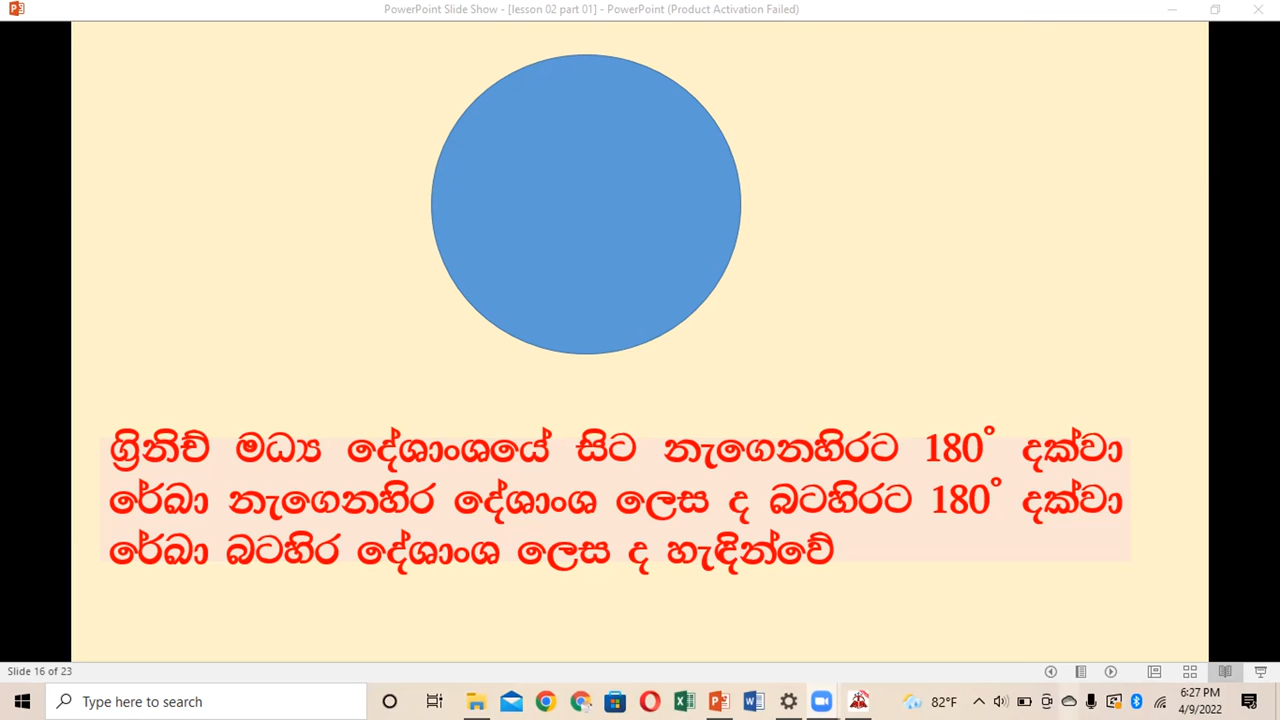 PowerPoint Slide Show - [lesson 02 part 01] - PowerPoint (Product Activation Failed)
ග්‍රිනිච් මධ්‍ය දේශාංශයේ සිට නැගෙනහිරට 180° දක්වා
රේඛා නැගෙනහිර දේශාංශ ලෙස ද බටහිරට 180° දක්වා
රේඛා බටහිර දේශාංශ ලෙස ද හැඳින්වේ
Slide 16 of 23
Type here to search
82°F
6:27 PM
4/9/2022